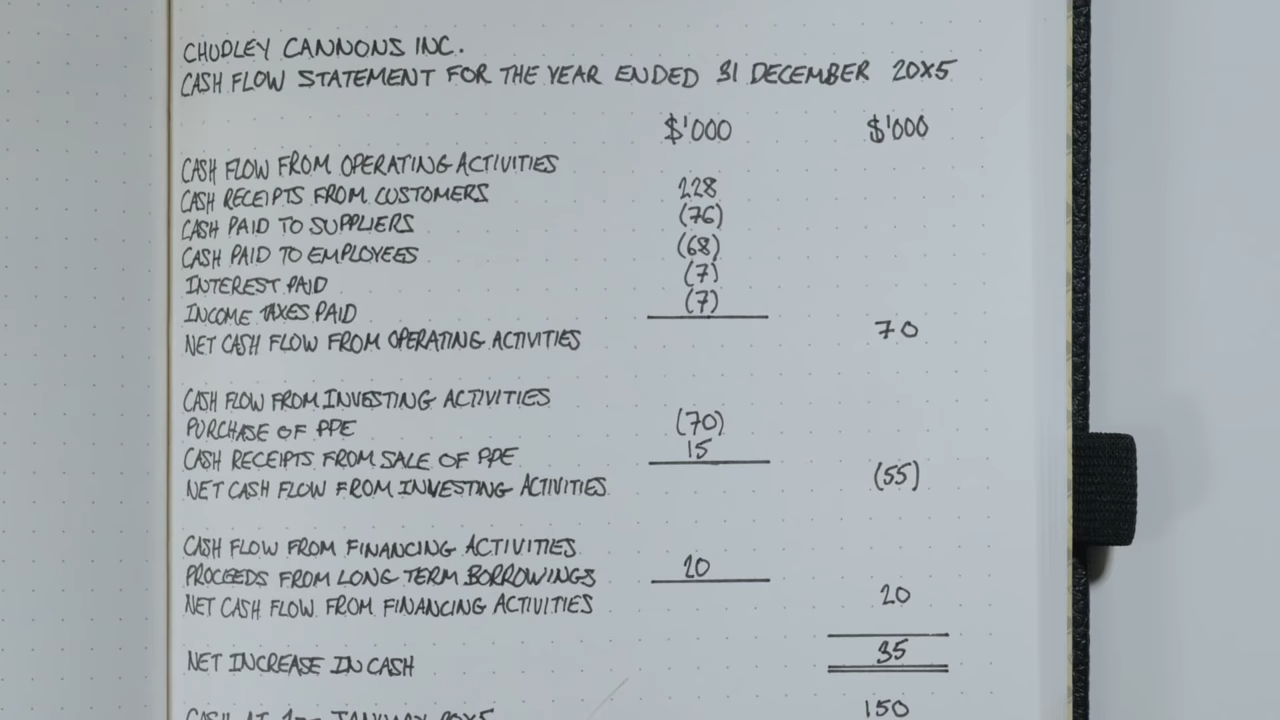 CHUDLEY CANNONS INC.
CASH FLOW STATEMENT FOR THE YEAR ENDED 31 DECEMBER 20X5
$'000 $'000
CASH FLOW FROM OPERATING ACTIVITIES
CASH RECEIPTS FROM CUSTOMERS 228
CASH PAID TO SUPPLIERS (76)
CASH PAID TO EMPLOYEES (68)
INTEREST PAID (7)
INCOME TAXES PAID (7)
NET CASH FLOW FROM OPERATING ACTIVITIES 70
CASH FLOW FROM INVESTING ACTIVITIES
PURCHASE OF PPE (70)
CASH RECEIPTS FROM SALE OF PPE 15
NET CASH FLOW FROM INVESTING ACTIVITIES (55)
CASH FLOW FROM FINANCING ACTIVITIES
PROCEEDS FROM LONG TERM BORROWINGS 20
NET CASH FLOW FROM FINANCING ACTIVITIES 20
NET INCREASE IN CASH 35
CASH AT JANUARY 20X5 150